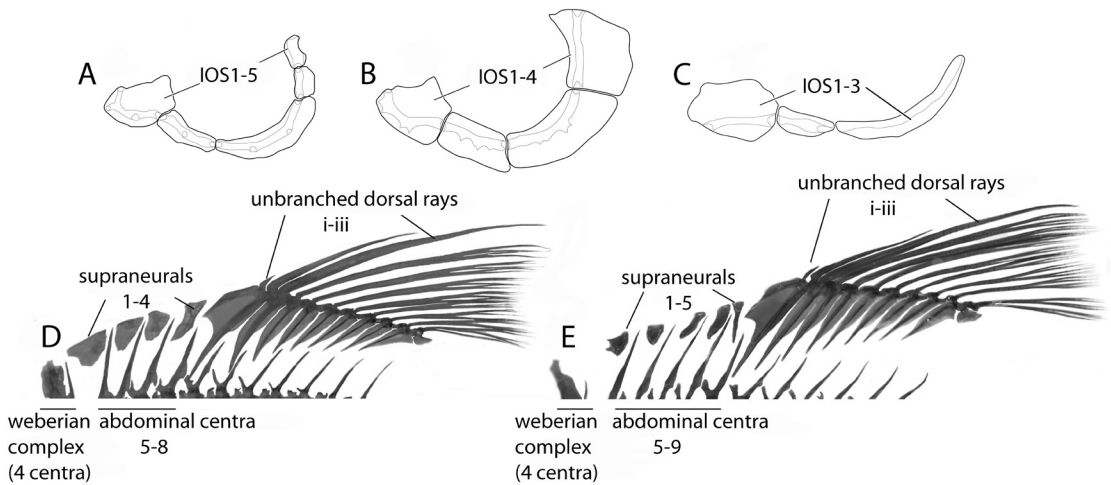 A
IOS1-5
B
IOS1-4
C
IOS1-3
unbranched dorsal rays
i-iii
supraneurals
1-4
D
weberian
complex
(4 centra)
abdominal centra
5-8
unbranched dorsal rays
i-iii
supraneurals
1-5
E
weberian
complex
(4 centra)
abdominal centra
5-9